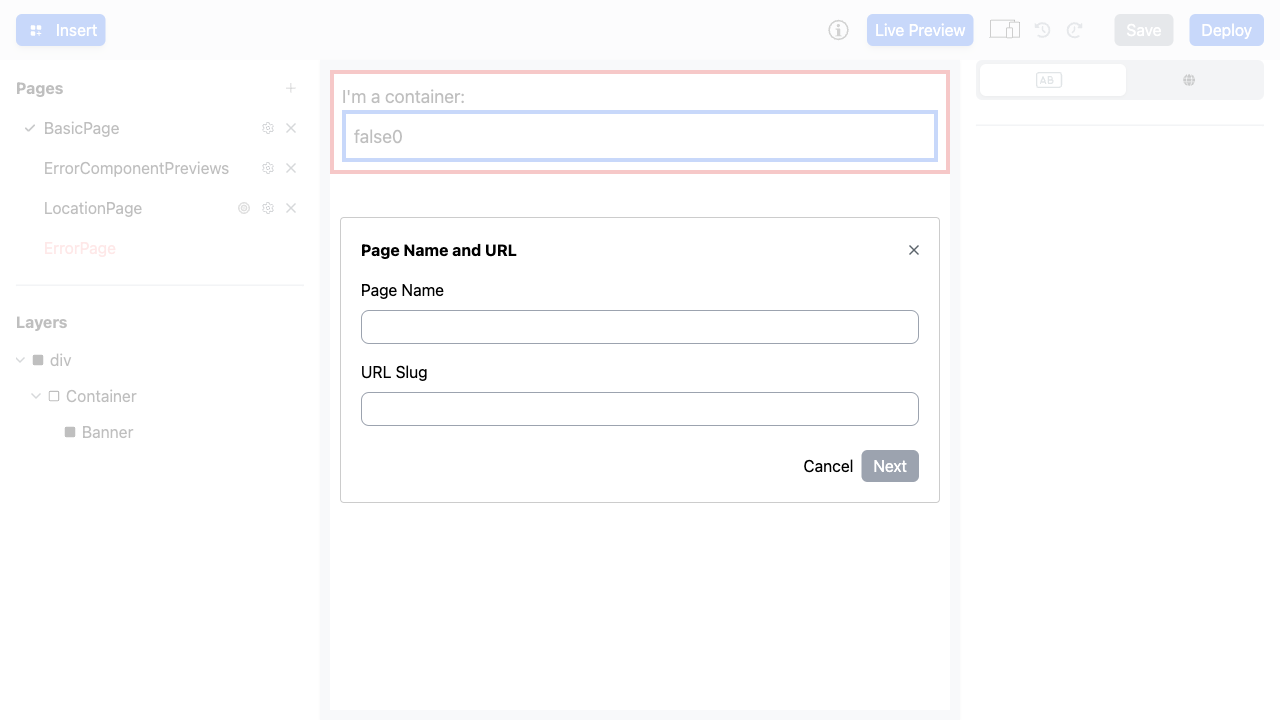 Insert
Live Preview
Save
Deploy
Pages
BasicPage
ErrorComponentPreviews
LocationPage
ErrorPage
Layers
div
Container
Banner
I'm a container:
false0
AB
Page Name and URL
Page Name
URL Slug
Cancel
Next